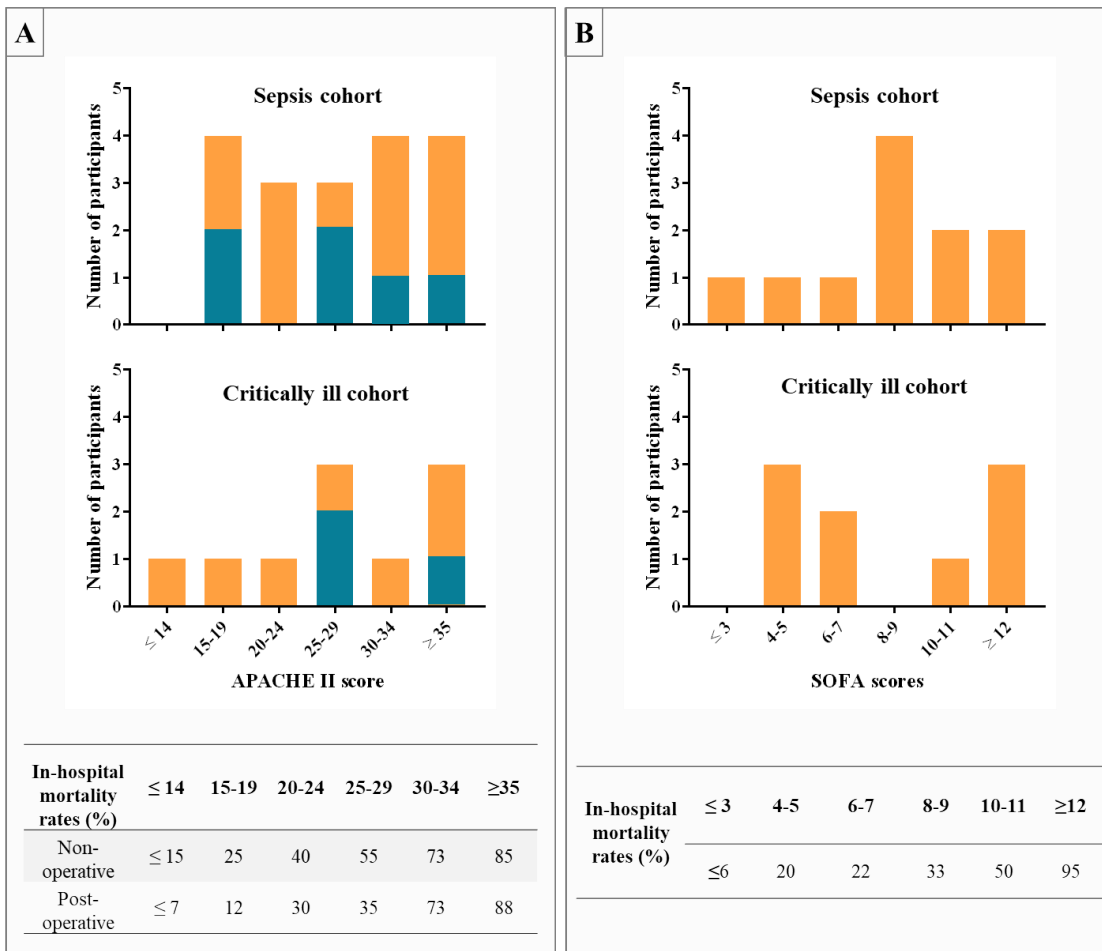 A
Sepsis cohort
Number of participants
5
4
3
2
1
0
Critically ill cohort
Number of participants
5
4
3
2
1
0
≤ 14 15-19 20-24 25-29 30-34 ≥ 35
APACHE II score
In-hospital
mortality
rates (%)
≤ 14 15-19 20-24 25-29 30-34 ≥35
Non-
operative
≤ 15 25 40 55 73 85
Post-
operative
≤ 7 12 30 35 73 88
B
Sepsis cohort
Number of participants
5
4
3
2
1
0
Critically ill cohort
Number of participants
5
4
3
2
1
0
≤ 3 4-5 6-7 8-9 10-11 ≥ 12
SOFA scores
In-hospital
mortality
rates (%)
≤ 3 4-5 6-7 8-9 10-11 ≥12
≤6 20 22 33 50 95